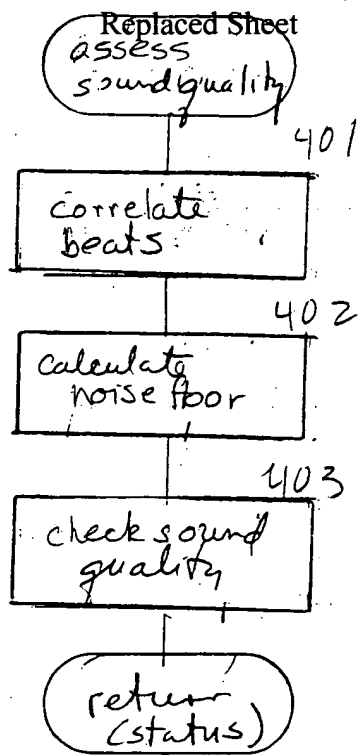 Replaced Sheet
assess
sound quality
401
correlate
beats
402
calculate
noise floor
403
check sound
quality
return
(status)